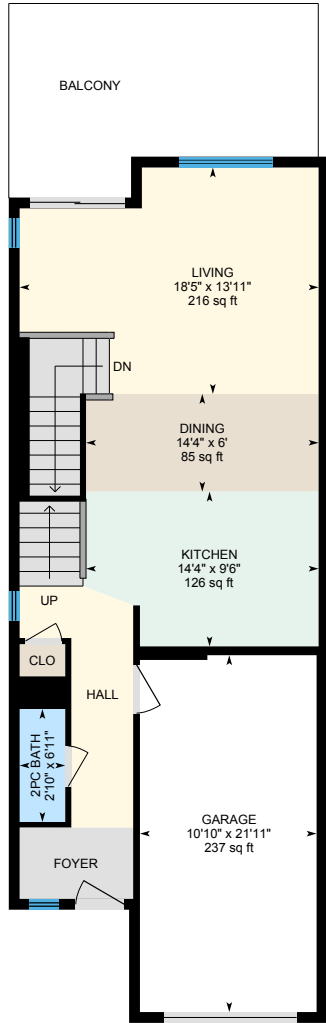 BALCONY
LIVING
18'5" x 13'11"
216 sq ft
DN
DINING
14'4" x 6'
85 sq ft
KITCHEN
14'4" x 9'6"
126 sq ft
UP
CLO
HALL
2PC BATH
2'10" x 6'11"
GARAGE
10'10" x 21'11"
237 sq ft
FOYER